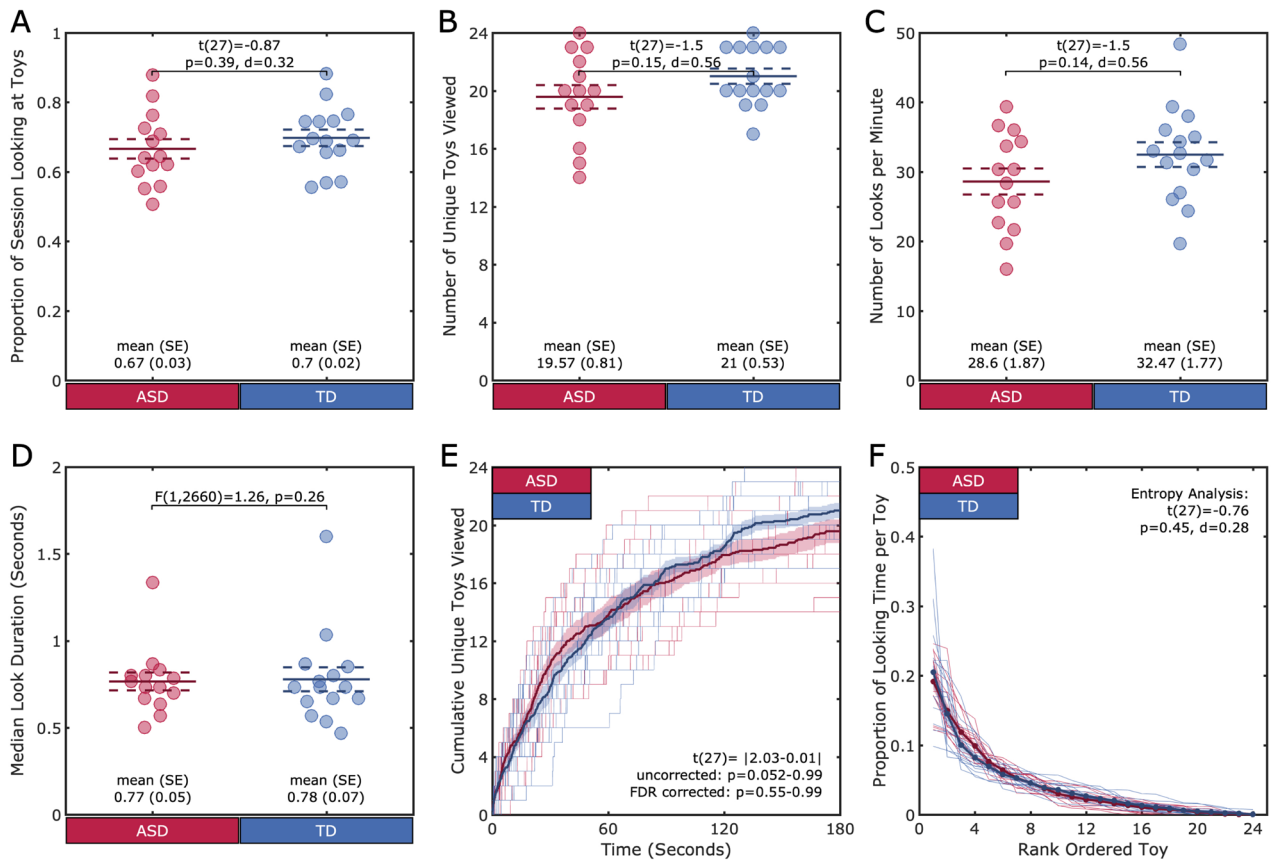 A
Proportion of Session Looking at Toys
1
0.8
0.6
0.4
0.2
0
t(27)=-0.87
p=0.39, d=0.32
mean (SE)
0.67 (0.03)
mean (SE)
0.7 (0.02)
ASD
TD
B
Number of Unique Toys Viewed
24
20
16
12
8
4
0
t(27)=-1.5
p=0.15, d=0.56
mean (SE)
19.57 (0.81)
mean (SE)
21 (0.53)
ASD
TD
C
Number of Looks per Minute
50
40
30
20
10
0
t(27)=-1.5
p=0.14, d=0.56
mean (SE)
28.6 (1.87)
mean (SE)
32.47 (1.77)
ASD
TD
D
Median Look Duration (Seconds)
2
1.5
1
0.5
0
F(1,2660)=1.26, p=0.26
mean (SE)
0.77 (0.05)
mean (SE)
0.78 (0.07)
ASD
TD
E
Cumulative Unique Toys Viewed
24
20
16
12
8
4
0
ASD
TD
t(27)= |2.03-0.01|
uncorrected: p=0.052-0.99
FDR corrected: p=0.55-0.99
0 60 120 180
Time (Seconds)
F
Proportion of Looking Time per Toy
0.5
0.4
0.3
0.2
0.1
0
ASD
TD
Entropy Analysis:
t(27)=-0.76
p=0.45, d=0.28
0 4 8 12 16 20 24
Rank Ordered Toy